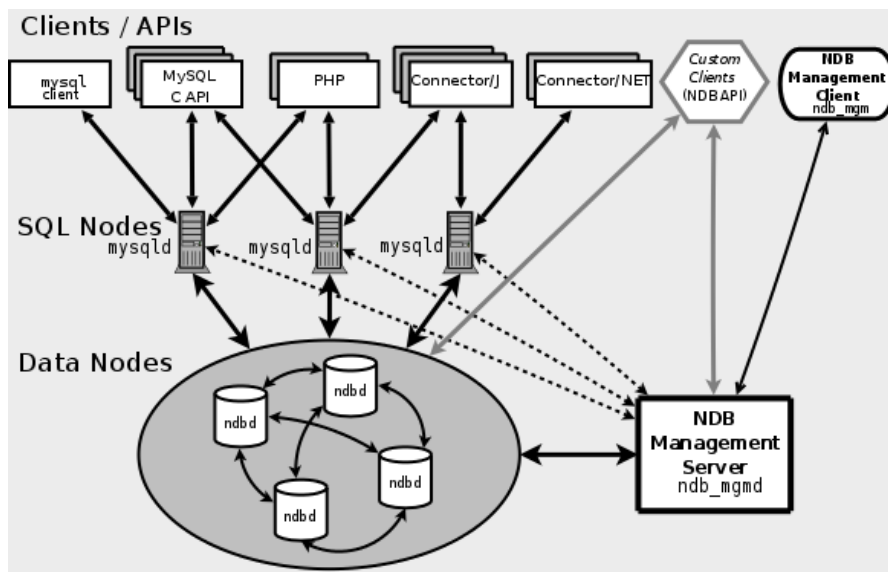 Clients / APIs
mysql
client
MySQL
C API
PHP
Connector/J
Connector/NET
Custom
Clients
(NDBAPI)
NDB
Management
Client
ndb_mgm
SQL Nodes
mysqld
mysqld
mysqld
Data Nodes
ndbd
ndbd
ndbd
ndbd
NDB
Management
Server
ndb_mgmd